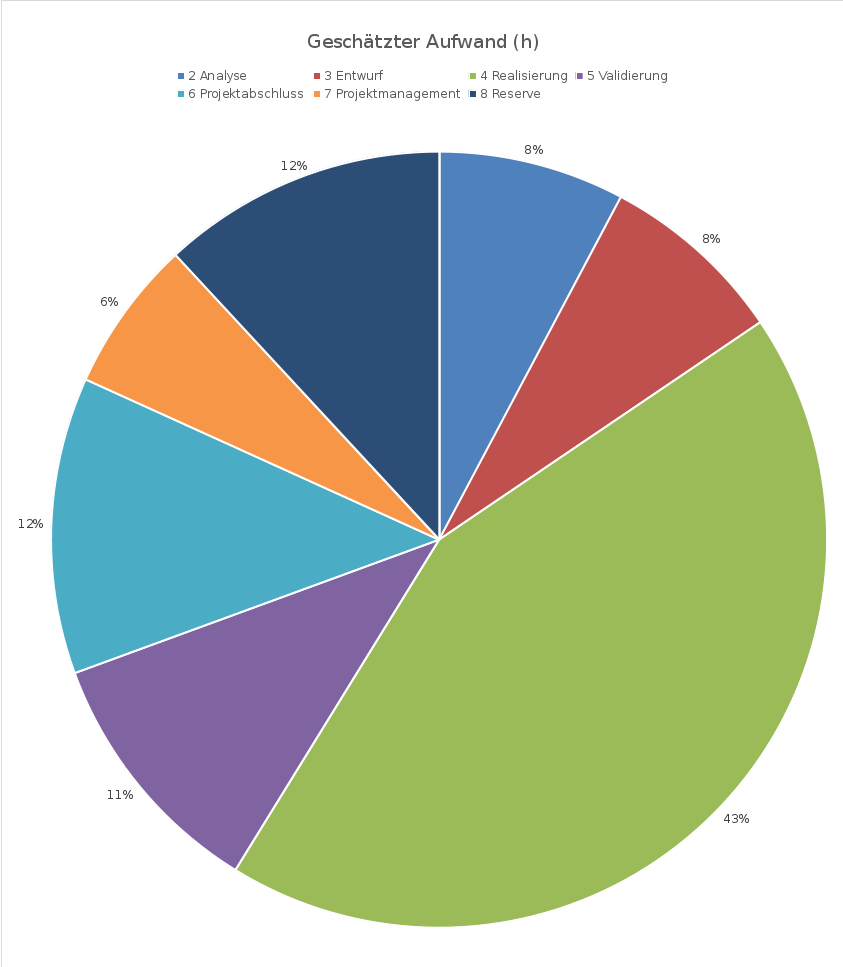 Geschätzter Aufwand (h)
2 Analyse 3 Entwurf 4 Realisierung 5 Validierung
6 Projektabschluss 7 Projektmanagement 8 Reserve
8%
12%
8%
6%
12%
11%
43%